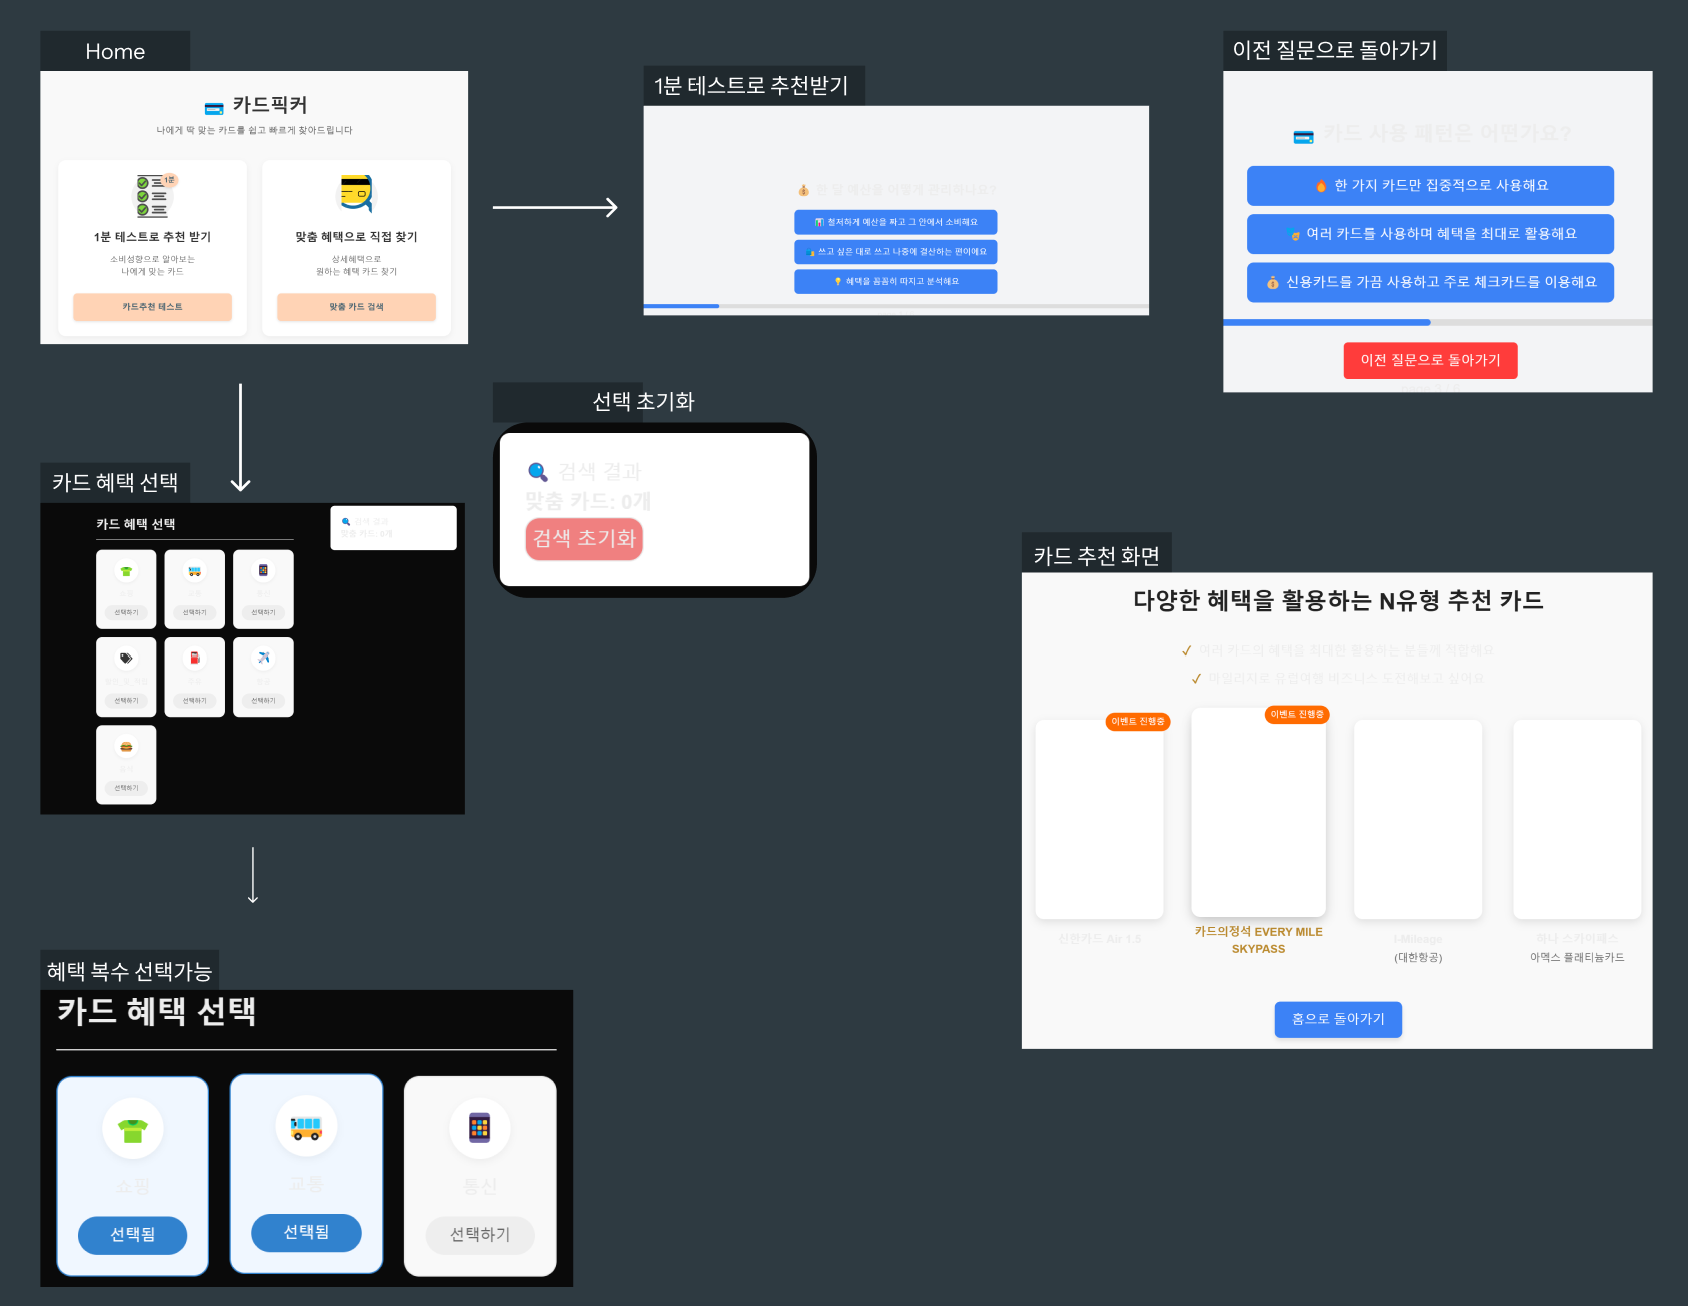 Home
카드픽커
나에게 딱 맞는 카드를 쉽고 빠르게 찾아드립니다
1분
1분 테스트로 추천 받기
소비성향으로 알아보는
나에게 맞는 카드
카드추천 테스트
맞춤 혜택으로 직접 찾기
상세혜택으로
원하는 혜택 카드 찾기
맞춤 카드 검색
1분 테스트로 추천받기
한 달 예산을 어떻게 관리하나요?
철저하게 예산을 짜고 그 안에서 소비해요
쓰고 싶은 대로 쓰고 나중에 결산하는 편이에요
혜택을 꼼꼼히 따지고 분석해요
이전 질문으로 돌아가기
카드 사용 패턴은 어떤가요?
한 가지 카드만 집중적으로 사용해요
여러 카드를 사용하며 혜택을 최대로 활용해요
신용카드를 가끔 사용하고 주로 체크카드를 이용해요
이전 질문으로 돌아가기
선택 초기화
검색 결과
맞춤 카드: 0개
검색 초기화
카드 혜택 선택
카드 혜택 선택
검색 결과
맞춤 카드: 0개
쇼핑
교통
통신
선택하기
선택하기
선택하기
주유
선택하기
선택하기
선택하기
선택하기
혜택 복수 선택가능
카드 혜택 선택
쇼핑
교통
통신
선택됨
선택됨
선택하기
카드 추천 화면
다양한 혜택을 활용하는 N유형 추천 카드
✓ 여러 카드의 혜택을 최대한 활용하는 분들께 적합해요
✓ 마일리지로 유럽여행 비즈니스 도전해보고 싶어요
이벤트 진행중
이벤트 진행중
신한카드 Air 1.5
카드의정석 EVERY MILE
SKYPASS
I-Mileage
(대한항공)
하나 스카이패스
아멕스 플래티늄카드
홈으로 돌아가기